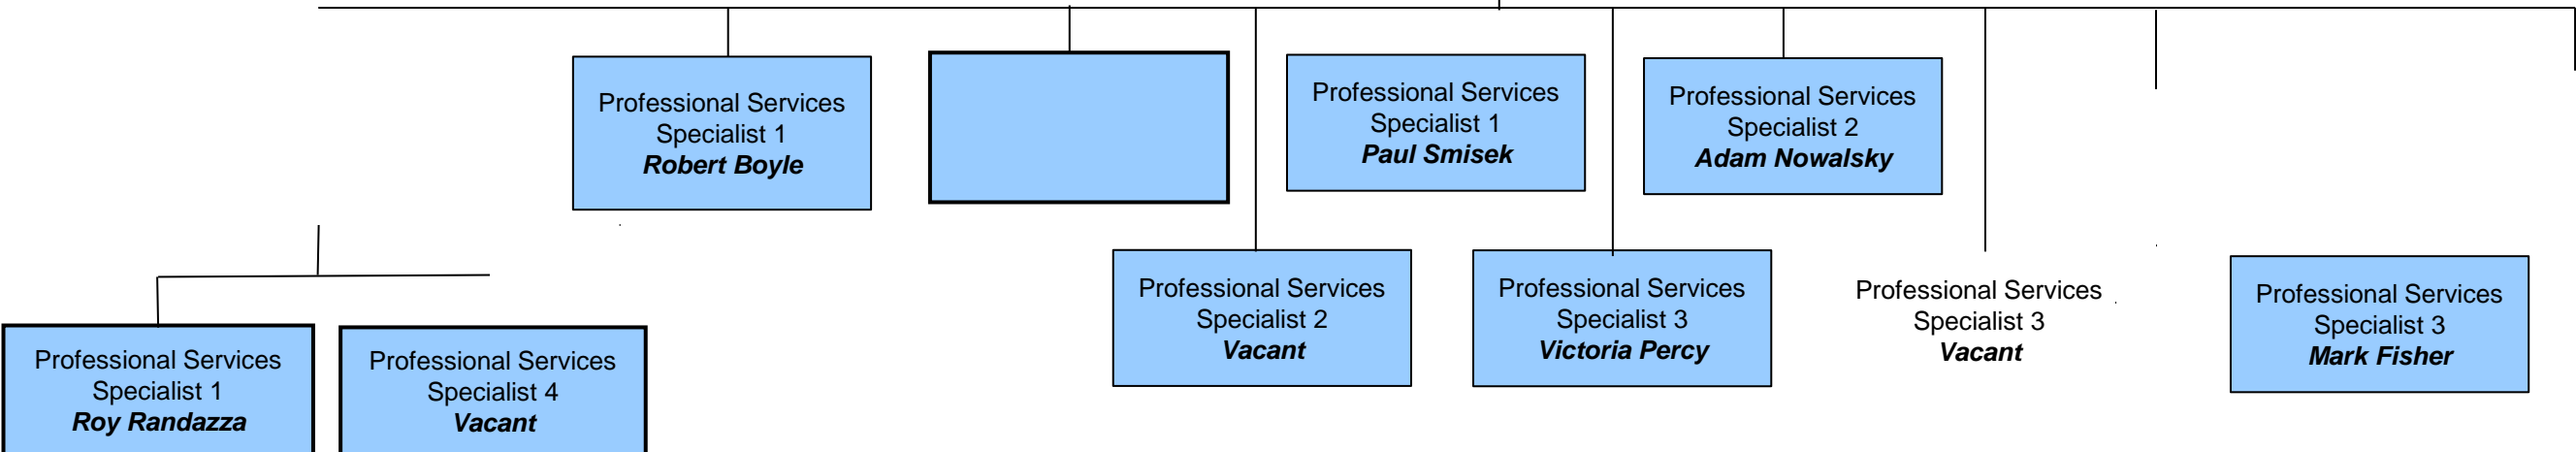 Professional Services
Specialist 1
Robert Boyle
Professional Services
Specialist 1
Paul Smisek
Professional Services
Specialist 2
Adam Nowalsky
Professional Services
Specialist 2
Vacant
Professional Services
Specialist 3
Victoria Percy
Professional Services
Specialist 3
Vacant
Professional Services
Specialist 3
Mark Fisher
Professional Services
Specialist 1
Roy Randazza
Professional Services
Specialist 4
Vacant